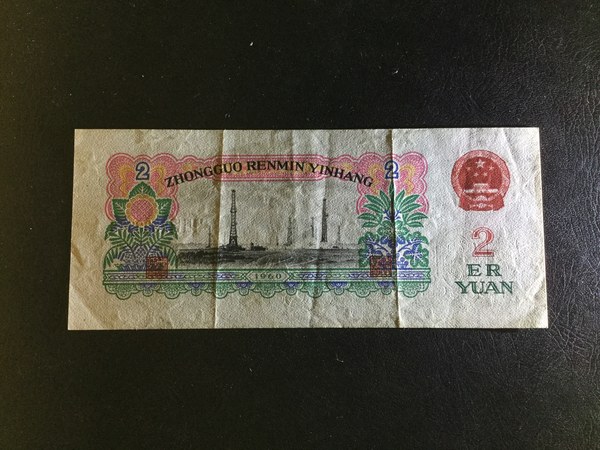 2 ZHONGGUO RENMIN YINHANG 2
1960
2
ER
YUAN